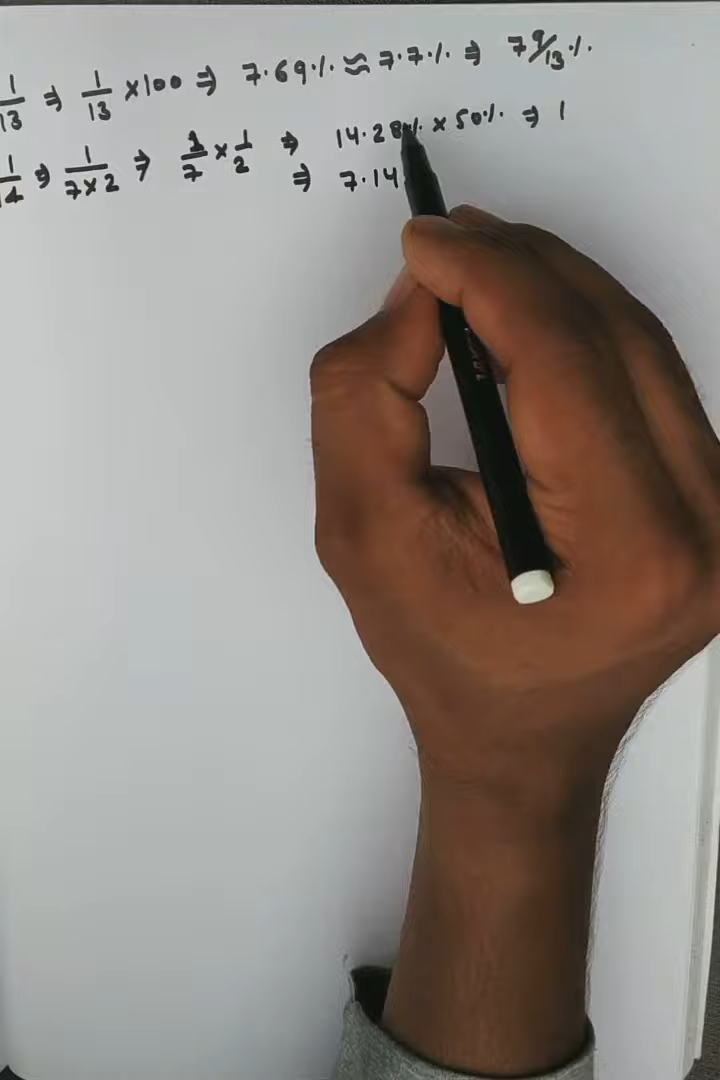 1/13 ⇒ 1/13 ×100 ⇒ 7.69% ≈ 7.7% ⇒ 7 9/13 %
1/14 ⇒ 1/7×2 ⇒ 1/7 × 1/2 ⇒ 14.28% × 50% ⇒ 1
⇒ 7.14